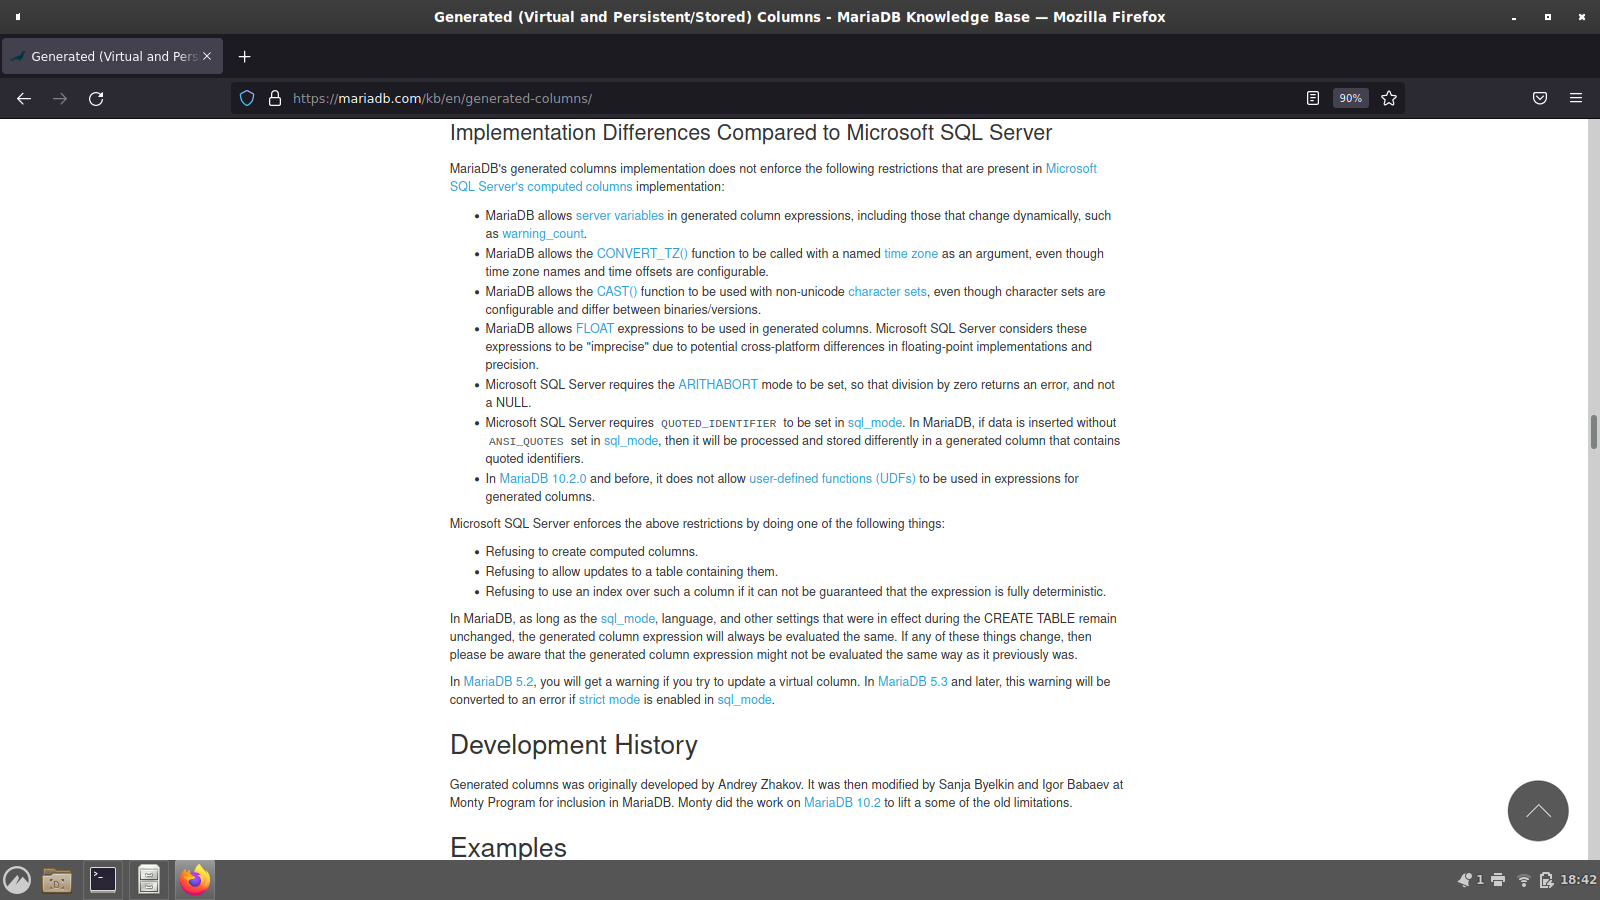 Generated (Virtual and Persistent/Stored) Columns - MariaDB Knowledge Base — Mozilla Firefox
Generated (Virtual and Pers
https://mariadb.com/kb/en/generated-columns/
90%
Implementation Differences Compared to Microsoft SQL Server
MariaDB's generated columns implementation does not enforce the following restrictions that are present in Microsoft
SQL Server's computed columns implementation:
• MariaDB allows server variables in generated column expressions, including those that change dynamically, such
as warning_count.
• MariaDB allows the CONVERT_TZ() function to be called with a named time zone as an argument, even though
time zone names and time offsets are configurable.
• MariaDB allows the CAST() function to be used with non-unicode character sets, even though character sets are
configurable and differ between binaries/versions.
• MariaDB allows FLOAT expressions to be used in generated columns. Microsoft SQL Server considers these
expressions to be "imprecise" due to potential cross-platform differences in floating-point implementations and
precision.
• Microsoft SQL Server requires the ARITHABORT mode to be set, so that division by zero returns an error, and not
a NULL.
• Microsoft SQL Server requires QUOTED_IDENTIFIER to be set in sql_mode. In MariaDB, if data is inserted without
ANSI_QUOTES set in sql_mode, then it will be processed and stored differently in a generated column that contains
quoted identifiers.
• In MariaDB 10.2.0 and before, it does not allow user-defined functions (UDFs) to be used in expressions for
generated columns.
Microsoft SQL Server enforces the above restrictions by doing one of the following things:
• Refusing to create computed columns.
• Refusing to allow updates to a table containing them.
• Refusing to use an index over such a column if it can not be guaranteed that the expression is fully deterministic.
In MariaDB, as long as the sql_mode, language, and other settings that were in effect during the CREATE TABLE remain
unchanged, the generated column expression will always be evaluated the same. If any of these things change, then
please be aware that the generated column expression might not be evaluated the same way as it previously was.
In MariaDB 5.2, you will get a warning if you try to update a virtual column. In MariaDB 5.3 and later, this warning will be
converted to an error if strict mode is enabled in sql_mode.
Development History
Generated columns was originally developed by Andrey Zhakov. It was then modified by Sanja Byelkin and Igor Babaev at
Monty Program for inclusion in MariaDB. Monty did the work on MariaDB 10.2 to lift a some of the old limitations.
Examples
1
18:42